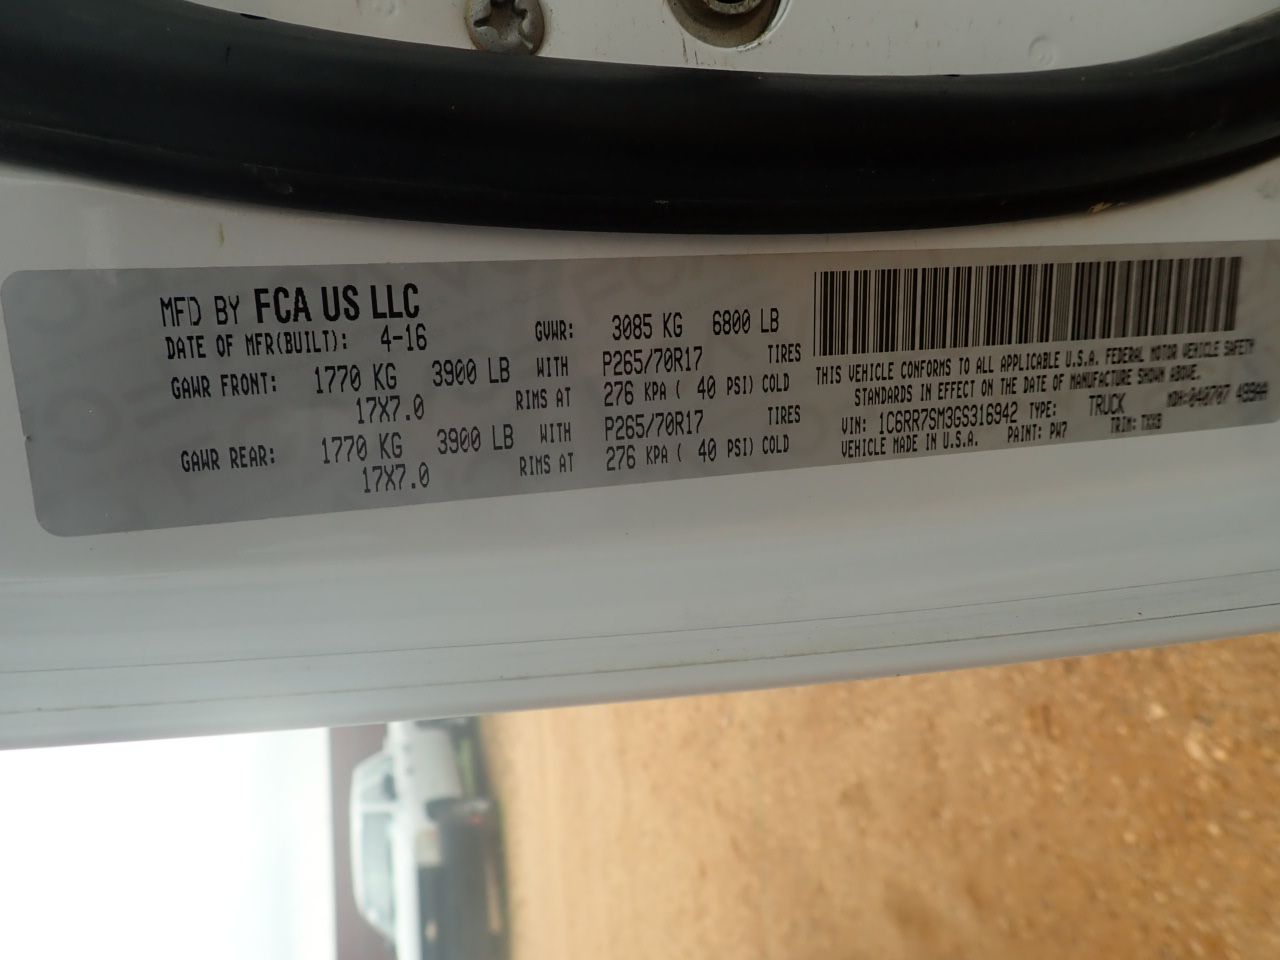 MFD BY FCA US LLC
DATE OF MFR(BUILT): 4-16 GVWR: 3085 KG 6800 LB
GAWR FRONT: 1770 KG 3900 LB WITH P265/70R17 TIRES
17X7.0 RIMS AT 276 KPA ( 40 PSI) COLD
GAWR REAR: 1770 KG 3900 LB WITH P265/70R17 TIRES
17X7.0 RIMS AT 276 KPA ( 40 PSI) COLD
THIS VEHICLE CONFORMS TO ALL APPLICABLE U.S.A. FEDERAL MOTOR VEHICLE SAFETY
STANDARDS IN EFFECT ON THE DATE OF MANUFACTURE SHOWN ABOVE.
VIN: 1C6RR7SM3GS316942 TYPE: TRUCK MDH:040707
VEHICLE MADE IN U.S.A. PAINT: PW7 TRIM: